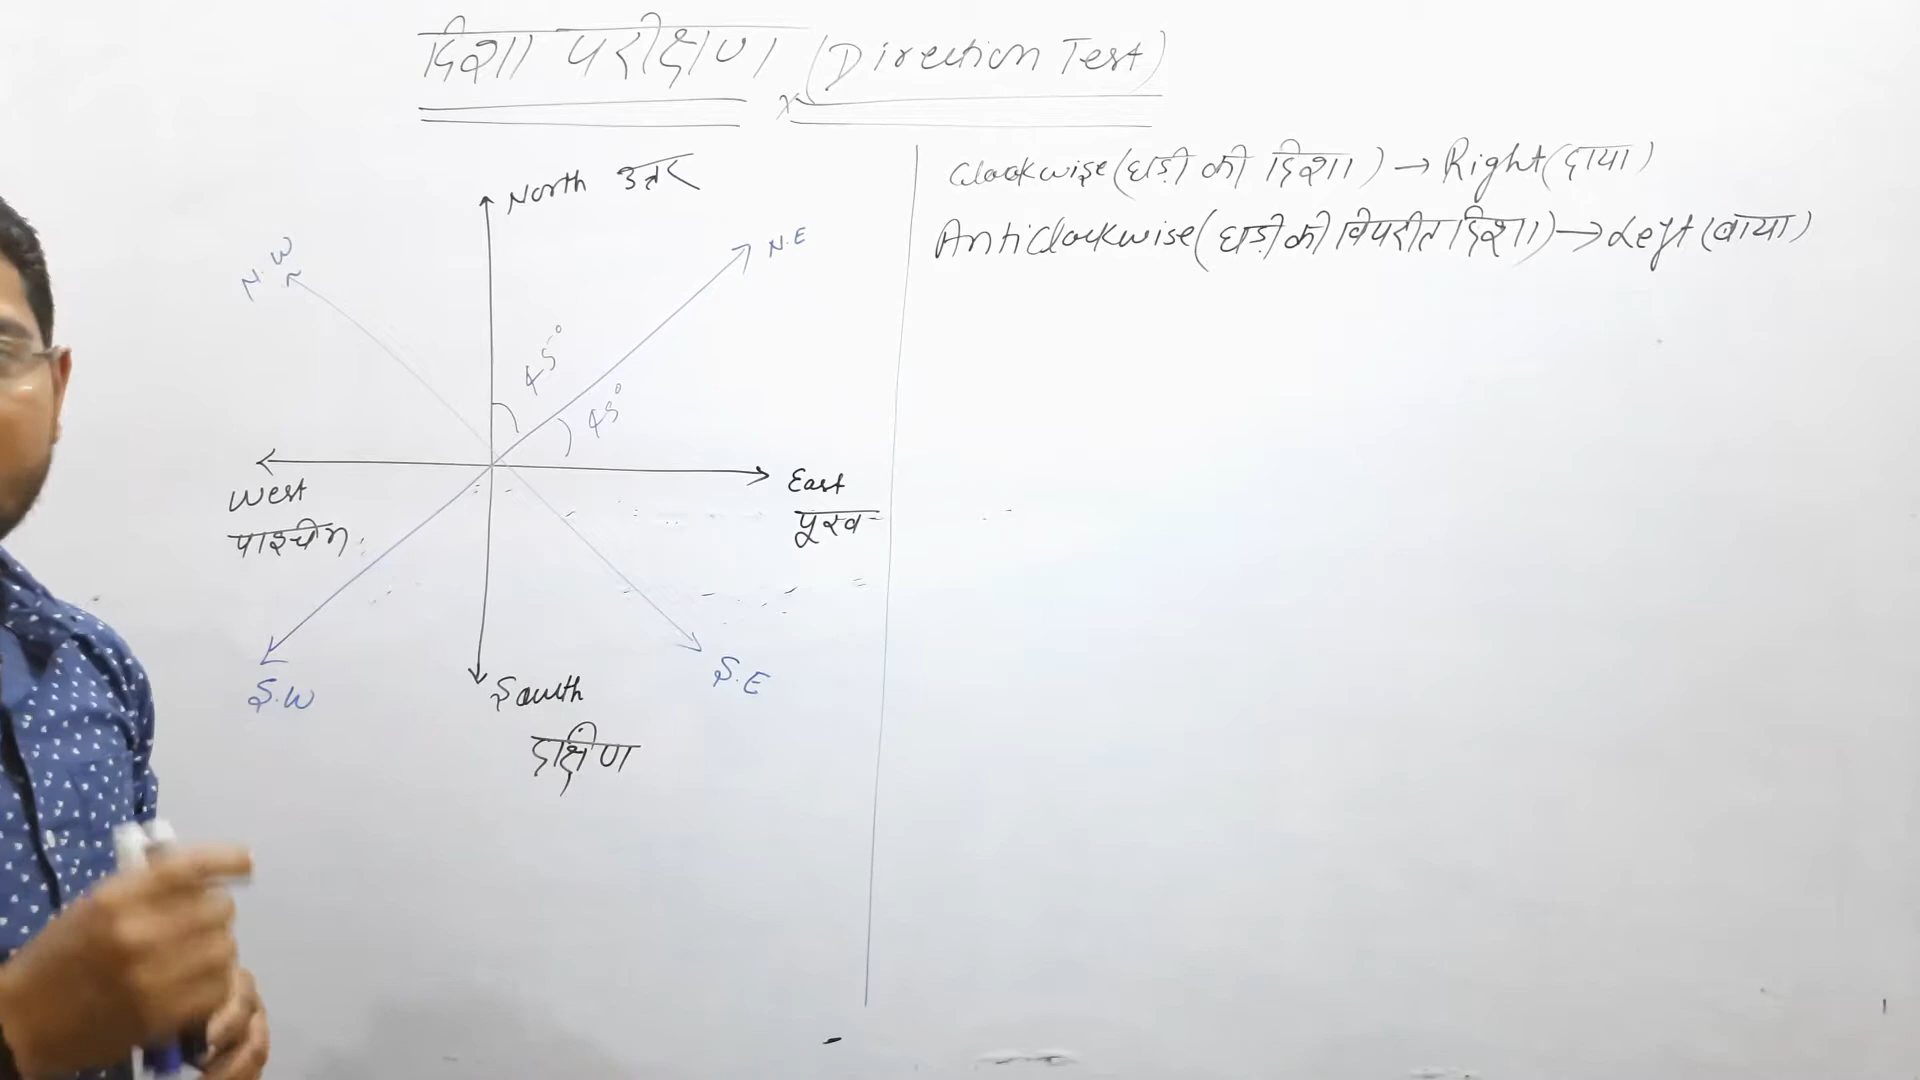 दिशा परीक्षण (Direction Test)
North उत्तर
N.W
N.E
45°
45°
West
पश्चिम
East
पूरब
S.W
S.E
South
दक्षिण
Clockwise(घड़ी की दिशा) → Right(दाया)
Anticlockwise(घड़ी की विपरीत दिशा) → Left(बाया)